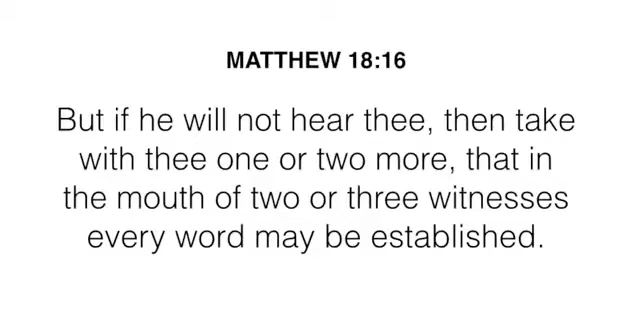 MATTHEW 18:16
But if he will not hear thee, then take
with thee one or two more, that in
the mouth of two or three witnesses
every word may be established.